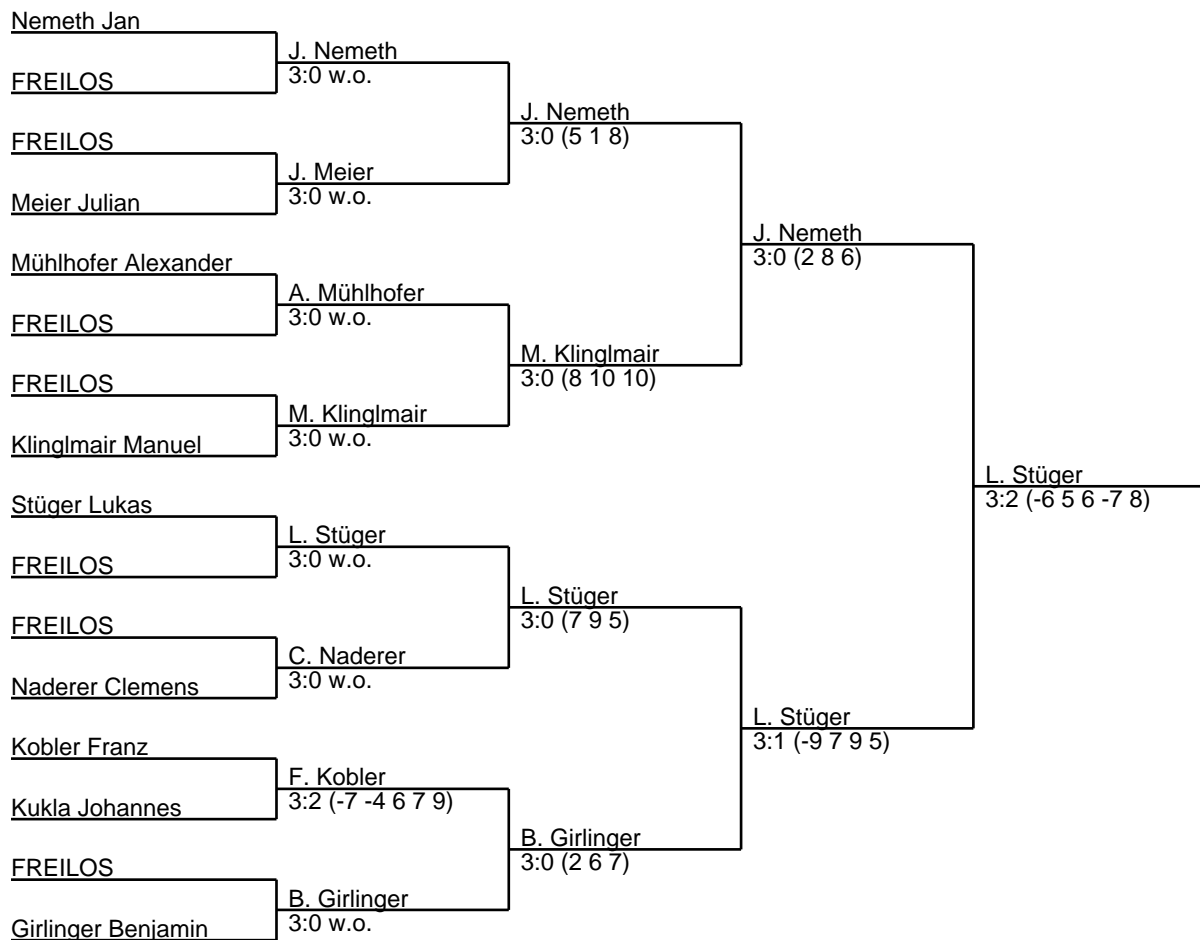 Nemeth Jan
FREILOS
FREILOS
Meier Julian
Mühlhofer Alexander
FREILOS
FREILOS
Klinglmair Manuel
Stüger Lukas
FREILOS
FREILOS
Naderer Clemens
Kobler Franz
Kukla Johannes
FREILOS
Girlinger Benjamin
J. Nemeth
3:0 w.o.
J. Meier
3:0 w.o.
A. Mühlhofer
3:0 w.o.
M. Klinglmair
3:0 w.o.
L. Stüger
3:0 w.o.
C. Naderer
3:0 w.o.
F. Kobler
3:2 (-7 -4 6 7 9)
B. Girlinger
3:0 w.o.
J. Nemeth
3:0 (5 1 8)
M. Klinglmair
3:0 (8 10 10)
L. Stüger
3:0 (7 9 5)
B. Girlinger
3:0 (2 6 7)
J. Nemeth
3:0 (2 8 6)
L. Stüger
3:1 (-9 7 9 5)
L. Stüger
3:2 (-6 5 6 -7 8)